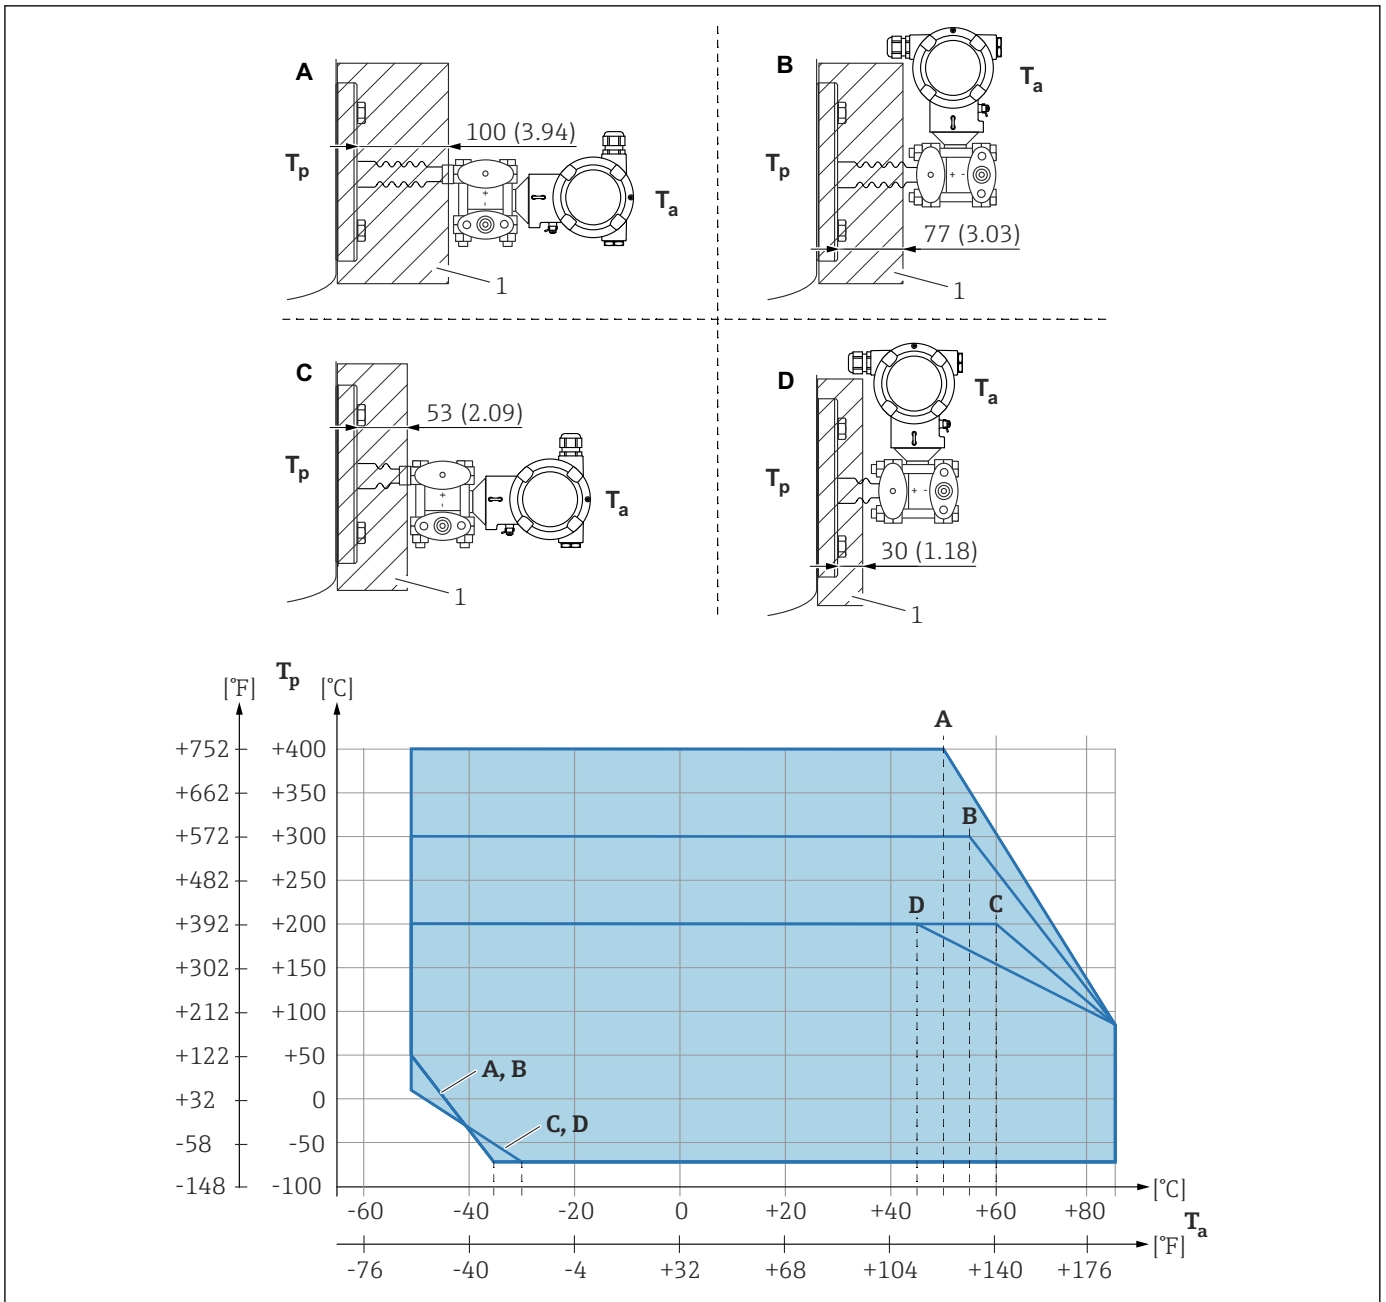 A
100 (3.94)
Tp
Ta
1
B
Ta
Tp
77 (3.03)
1
C
53 (2.09)
Tp
Ta
1
D
Ta
Tp
30 (1.18)
1
[°F] Tp [°C]
A
+752 +400
+662 +350
B
+572 +300
+482 +250
D C
+392 +200
+302 +150
+212 +100
+122 +50
A, B
+32 0
C, D
-58 -50
-148 -100
[°C]
-60 -40 -20 0 +20 +40 +60 +80
Ta
[°F]
-76 -40 -4 +32 +68 +104 +140 +176
+ -
+ -
+ -
+ -